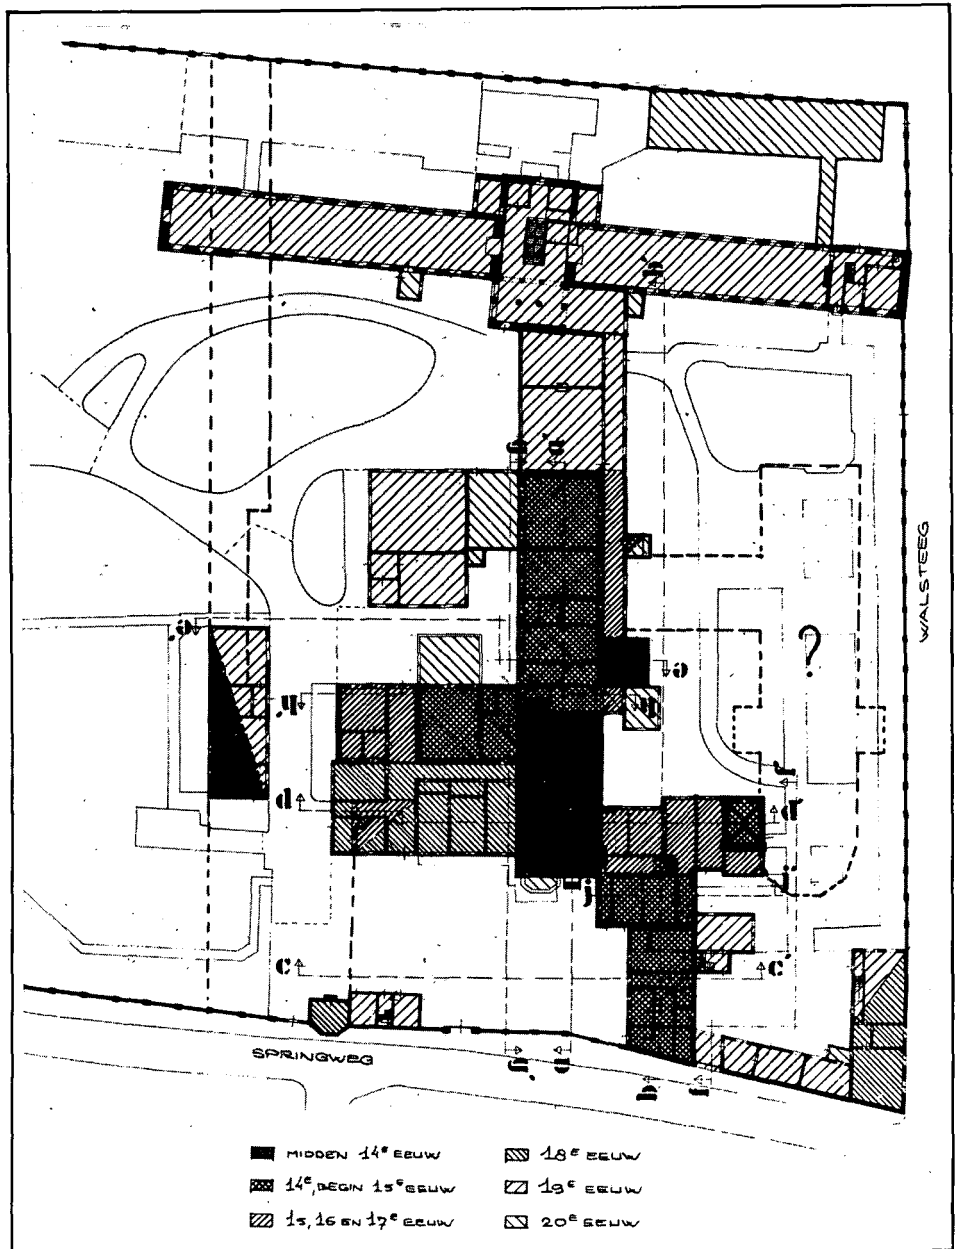 WALSTEEG
?
e'
e
h'
h
d
d'
j
j'
f'
f
c
c'
g
g'
a'
a
b'
b
SPRINGWEG
MIDDEN 14e EEUW
14e, BEGIN 15e EEUW
15, 16 EN 17e EEUW
18e EEUW
19e EEUW
20e EEUW